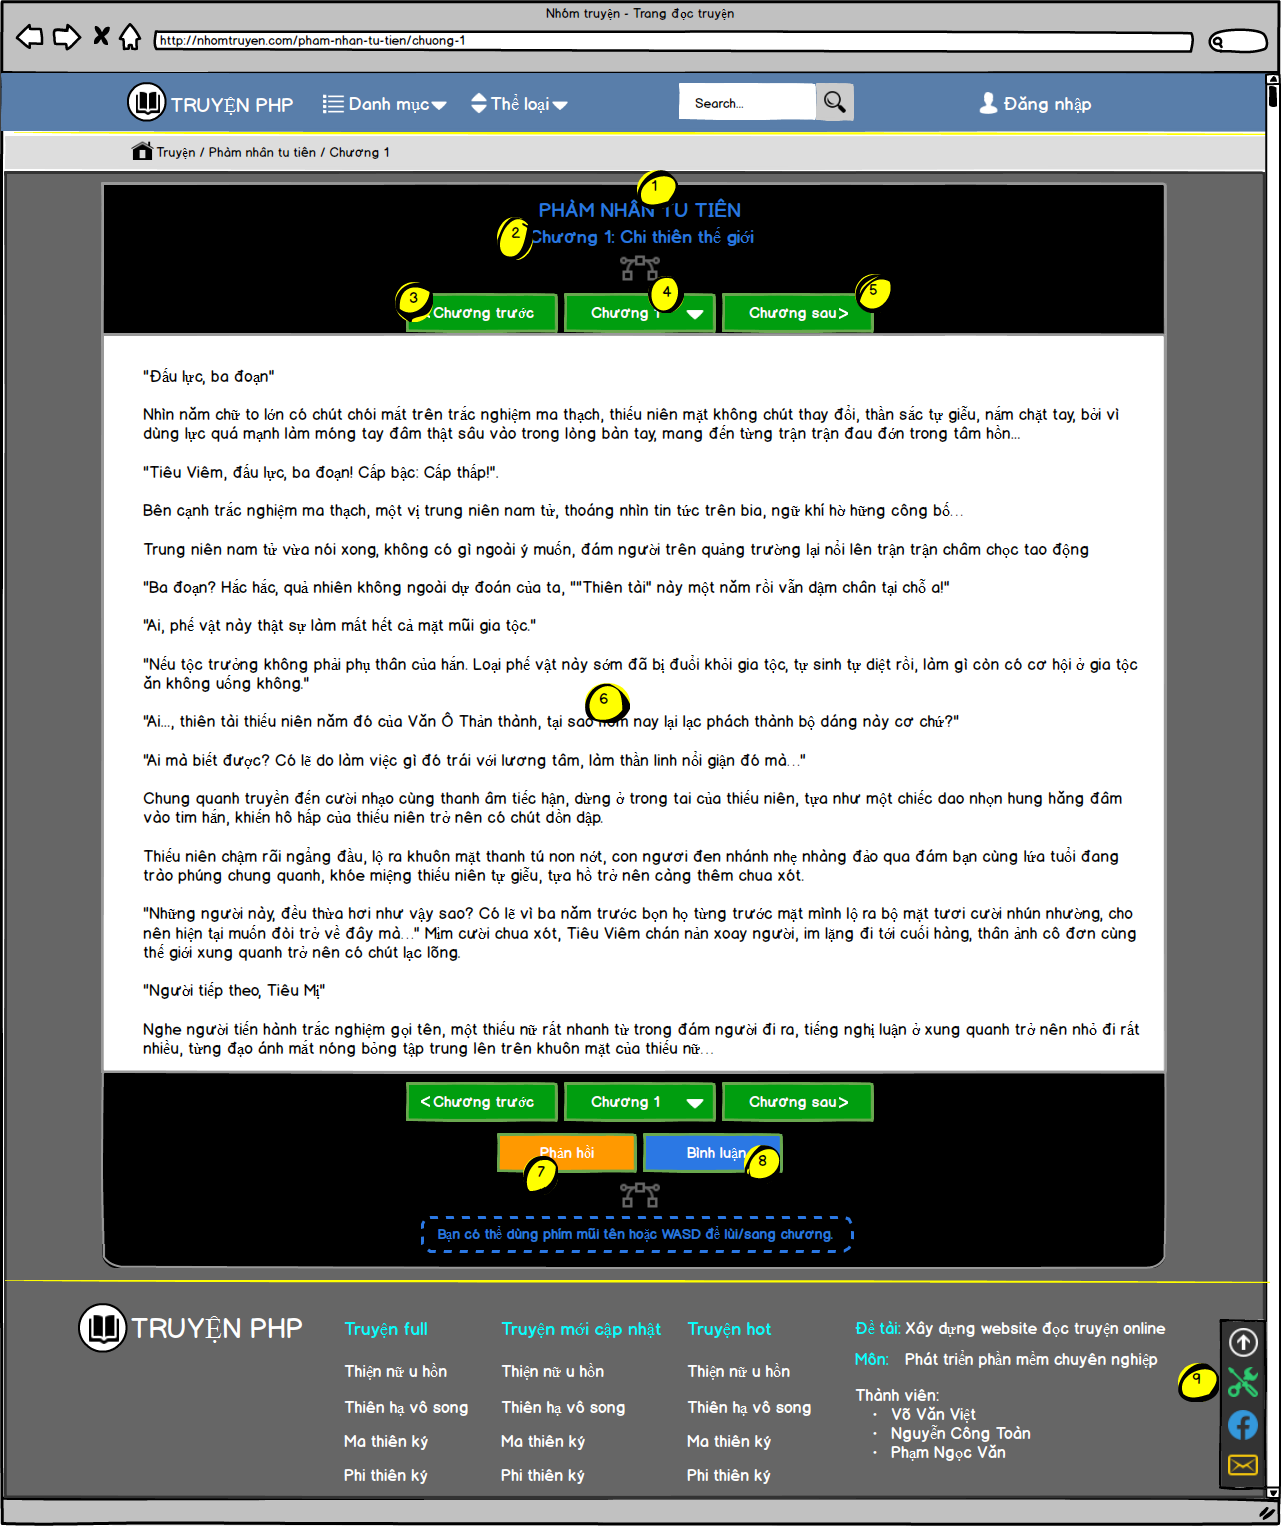 Nhóm truyện - Trang đọc truyện
http://nhomtruyen.com/pham-nhan-tu-tien/chuong-1
TRUYỆN PHP
Danh mục
Thể loại
Search...
Đăng nhập
Truyện / Phàm nhân tu tiên / Chương 1
1
PHÀM NHÂN TU TIÊN
2
Chương 1: Chi thiên thế giới
3
4
5
<Chương trước
Chương 1
Chương sau>
"Đấu lực, ba đoạn"
Nhìn năm chữ to lớn có chút chói mắt trên trắc nghiệm ma thạch, thiếu niên mặt không chút thay đổi, thần sắc tự giễu, nắm chặt tay, bởi vì
dùng lực quá mạnh làm móng tay đâm thật sâu vào trong lòng bàn tay, mang đến từng trận trận đau đớn trong tâm hồn...
"Tiêu Viêm, đấu lực, ba đoạn! Cấp bậc: Cấp thấp!".
Bên cạnh trắc nghiệm ma thạch, một vị trung niên nam tử, thoáng nhìn tin tức trên bia, ngữ khí hờ hững công bố…
Trung niên nam tử vừa nói xong, không có gì ngoài ý muốn, đám người trên quảng trường lại nổi lên trận trận châm chọc tao động
"Ba đoạn? Hắc hắc, quả nhiên không ngoài dự đoán của ta, ""Thiên tài" này một năm rồi vẫn dậm chân tại chỗ a!"
"Ai, phế vật này thật sự làm mất hết cả mặt mũi gia tộc."
"Nếu tộc trưởng không phải phụ thân của hắn. Loại phế vật này sớm đã bị đuổi khỏi gia tộc, tự sinh tự diệt rồi, làm gì còn có cơ hội ở gia tộc
ăn không uống không."
6
"Ai..., thiên tài thiếu niên năm đó của Văn Ô Thản thành, tại sao hôm nay lại lạc phách thành bộ dáng này cơ chứ?"
"Ai mà biết được? Có lẽ do làm việc gì đó trái với lương tâm, làm thần linh nổi giận đó mà…"
Chung quanh truyền đến cười nhạo cùng thanh âm tiếc hận, dừng ở trong tai của thiếu niên, tựa như một chiếc dao nhọn hung hăng đâm
vào tim hắn, khiến hô hấp của thiếu niên trở nên có chút dồn dập.
Thiếu niên chậm rãi ngẩng đầu, lộ ra khuôn mặt thanh tú non nớt, con ngươi đen nhánh nhẹ nhàng đảo qua đám bạn cùng lứa tuổi đang
trào phúng chung quanh, khóe miệng thiếu niên tự giễu, tựa hồ trở nên càng thêm chua xót.
"Những người này, đều thừa hơi như vậy sao? Có lẽ vì ba năm trước bọn họ từng trước mặt mình lộ ra bộ mặt tươi cười nhún nhường, cho
nên hiện tại muốn đòi trở về đây mà…" Mỉm cười chua xót, Tiêu Viêm chán nản xoay người, im lặng đi tới cuối hàng, thân ảnh cô đơn cùng
thế giới xung quanh trở nên có chút lạc lõng.
"Người tiếp theo, Tiêu Mị"
Nghe người tiến hành trắc nghiệm gọi tên, một thiếu nữ rất nhanh từ trong đám người đi ra, tiếng nghị luận ở xung quanh trở nên nhỏ đi rất
nhiều, từng đạo ánh mắt nóng bỏng tập trung lên trên khuôn mặt của thiếu nữ…
<Chương trước
Chương 1
Chương sau>
Phản hồi
Bình luận
7
8
Bạn có thể dùng phím mũi tên hoặc WASD để lùi/sang chương.
TRUYỆN PHP
Truyện full
Thiện nữ u hồn
Thiên hạ vô song
Ma thiên ký
Phi thiên ký
Truyện mới cập nhật
Thiện nữ u hồn
Thiên hạ vô song
Ma thiên ký
Phi thiên ký
Truyện hot
Thiện nữ u hồn
Thiên hạ vô song
Ma thiên ký
Phi thiên ký
Đề tài: Xây dựng website đọc truyện online
Môn: Phát triển phần mềm chuyên nghiệp
Thành viên:
• Võ Văn Việt
• Nguyễn Công Toàn
• Phạm Ngọc Văn
9